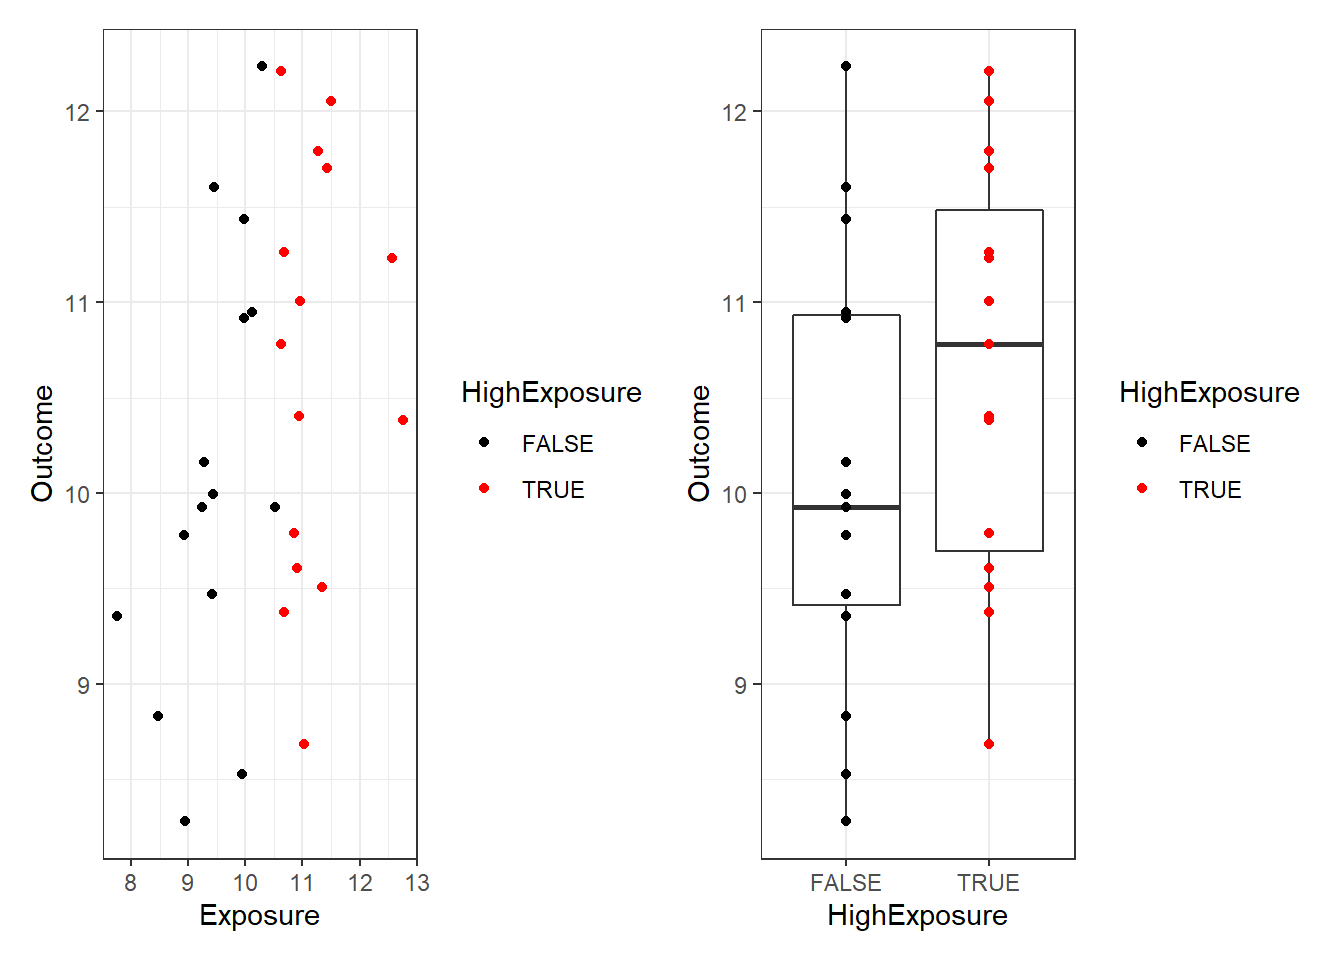 12
11
10
9
Outcome
8 9 10 11 12 13
Exposure
HighExposure
FALSE
TRUE
12
11
10
9
Outcome
FALSE TRUE
HighExposure
HighExposure
FALSE
TRUE